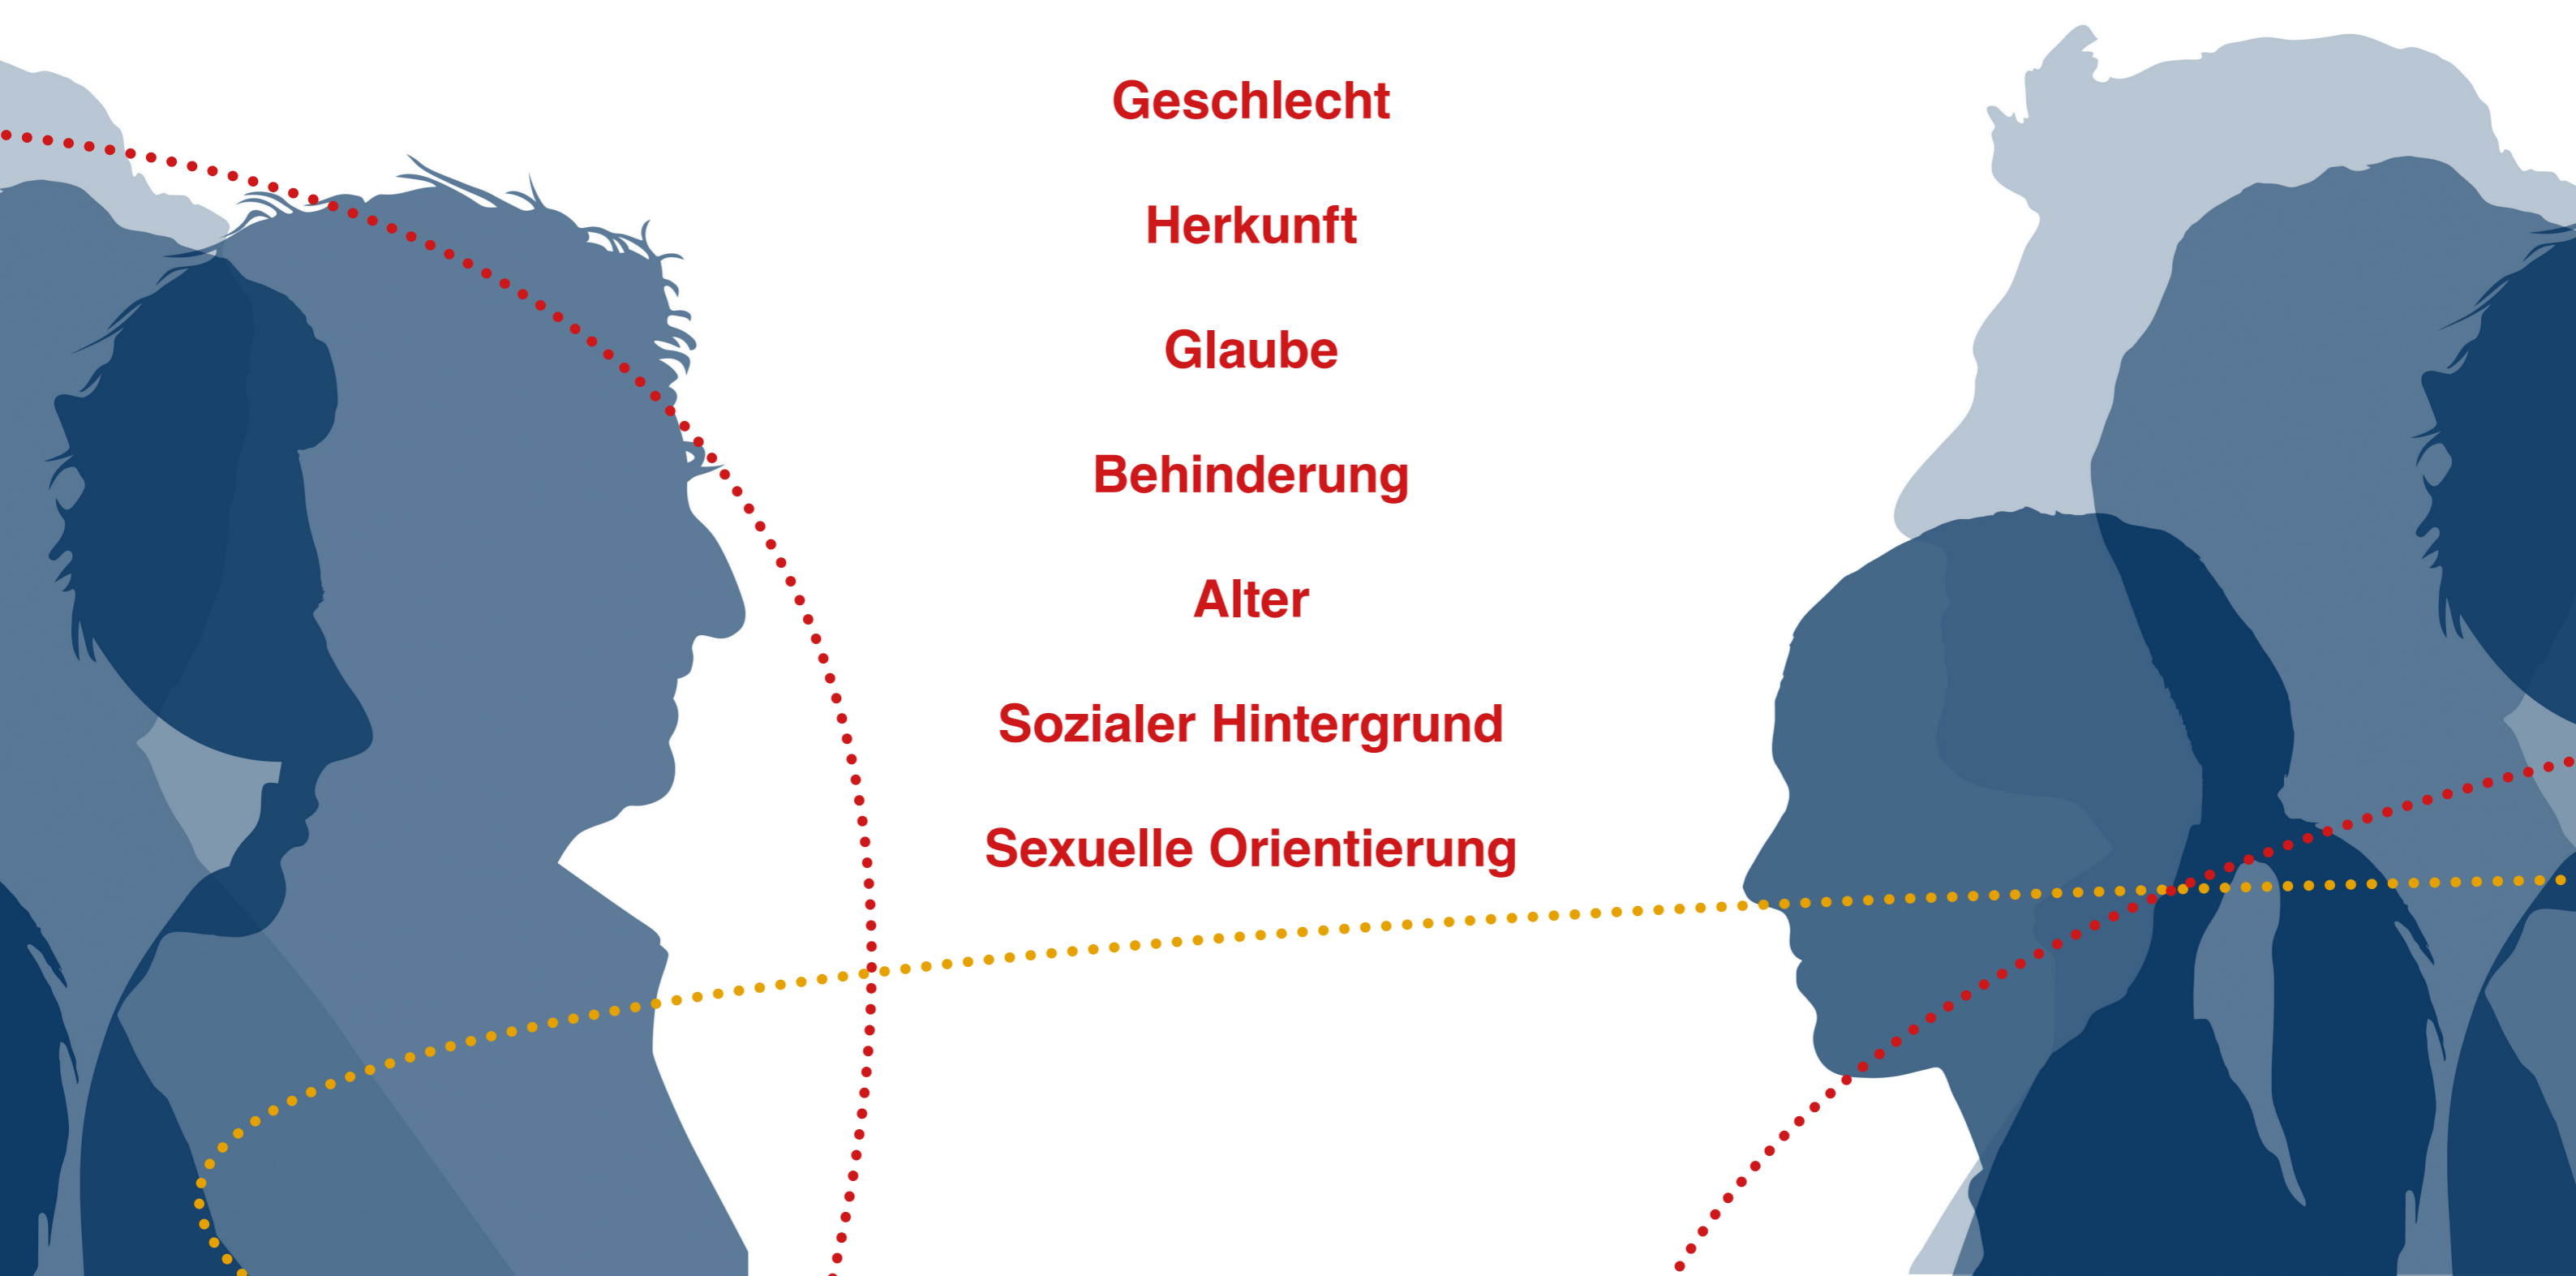 Geschlecht
Herkunft
Glaube
Behinderung
Alter
Sozialer Hintergrund
Sexuelle Orientierung